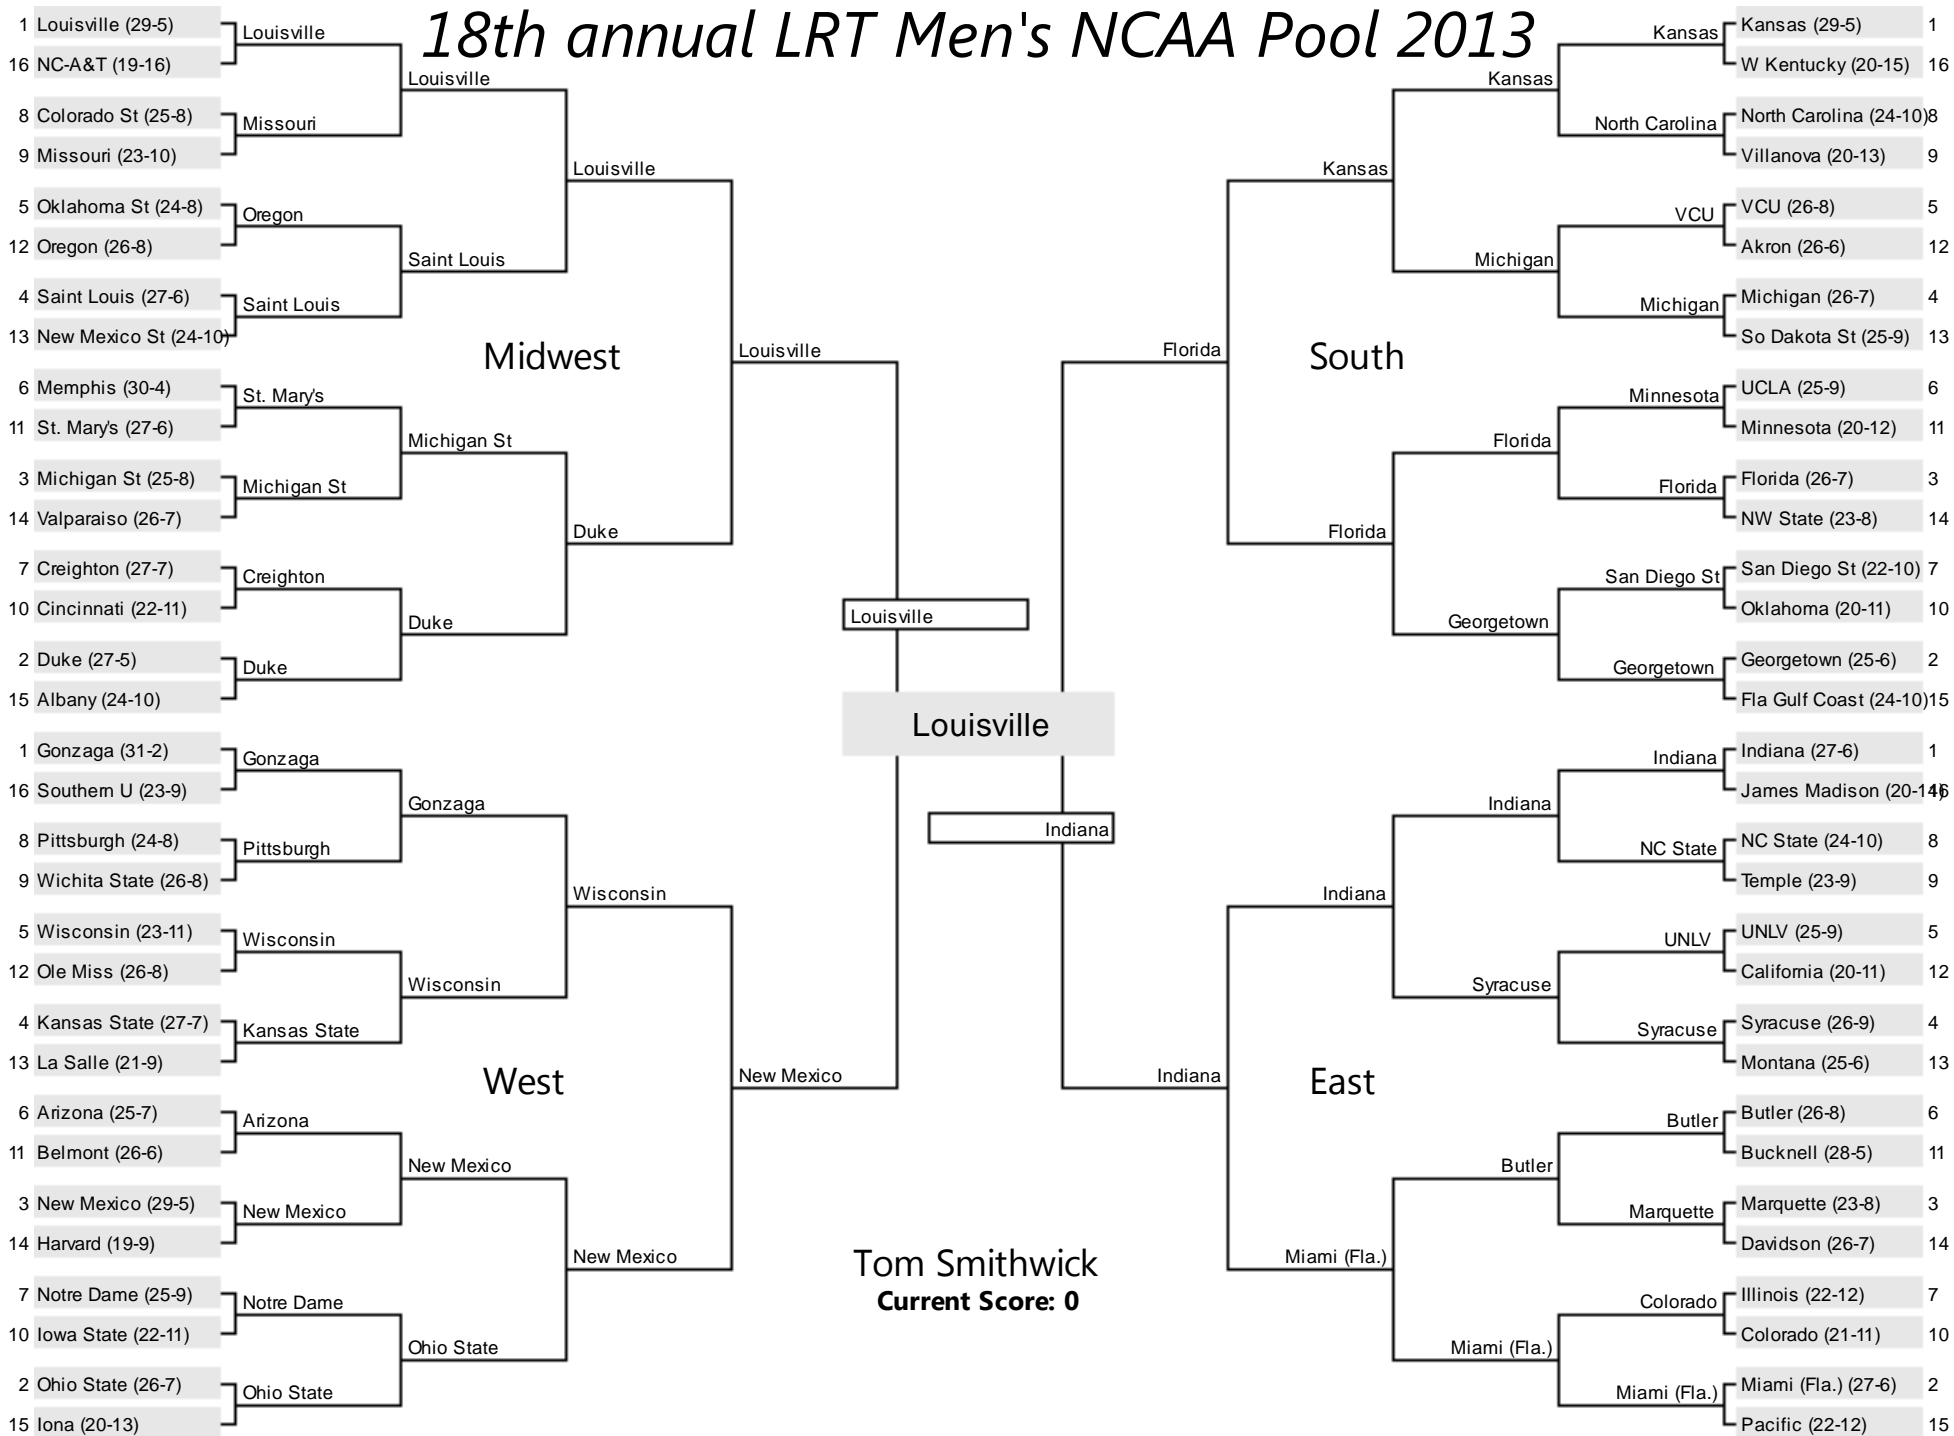 18th annual LRT Men's NCAA Pool 2013
1 Louisville (29-5)
16 NC-A&T (19-16)
8 Colorado St (25-8)
9 Missouri (23-10)
5 Oklahoma St (24-8)
12 Oregon (26-8)
4 Saint Louis (27-6)
13 New Mexico St (24-10)
6 Memphis (30-4)
11 St. Mary's (27-6)
3 Michigan St (25-8)
14 Valparaiso (26-7)
7 Creighton (27-7)
10 Cincinnati (22-11)
2 Duke (27-5)
15 Albany (24-10)
Louisville
Missouri
Oregon
Saint Louis
St. Mary's
Michigan St
Creighton
Duke
Louisville
Saint Louis
Michigan St
Duke
Louisville
Duke
Midwest
Louisville
1 Gonzaga (31-2)
16 Southern U (23-9)
8 Pittsburgh (24-8)
9 Wichita State (26-8)
5 Wisconsin (23-11)
12 Ole Miss (26-8)
4 Kansas State (27-7)
13 La Salle (21-9)
6 Arizona (25-7)
11 Belmont (26-6)
3 New Mexico (29-5)
14 Harvard (19-9)
7 Notre Dame (25-9)
10 Iowa State (22-11)
2 Ohio State (26-7)
15 Iona (20-13)
Gonzaga
Pittsburgh
Wisconsin
Kansas State
Arizona
New Mexico
Notre Dame
Ohio State
Gonzaga
Wisconsin
New Mexico
Ohio State
Wisconsin
New Mexico
West
New Mexico
Louisville
Louisville
Indiana
Tom Smithwick
Current Score: 0
Florida
South
Kansas
Florida
Kansas
Michigan
Florida
Georgetown
Kansas
North Carolina
VCU
Michigan
Minnesota
Florida
San Diego St
Georgetown
Kansas (29-5) 1
W Kentucky (20-15) 16
North Carolina (24-10) 8
Villanova (20-13) 9
VCU (26-8) 5
Akron (26-6) 12
Michigan (26-7) 4
So Dakota St (25-9) 13
UCLA (25-9) 6
Minnesota (20-12) 11
Florida (26-7) 3
NW State (23-8) 14
San Diego St (22-10) 7
Oklahoma (20-11) 10
Georgetown (25-6) 2
Fla Gulf Coast (24-10) 15
Indiana
East
Indiana
Miami (Fla.)
Indiana
Syracuse
Butler
Miami (Fla.)
Indiana
NC State
UNLV
Syracuse
Butler
Marquette
Colorado
Miami (Fla.)
Indiana (27-6) 1
James Madison (20-14) 16
NC State (24-10) 8
Temple (23-9) 9
UNLV (25-9) 5
California (20-11) 12
Syracuse (26-9) 4
Montana (25-6) 13
Butler (26-8) 6
Bucknell (28-5) 11
Marquette (23-8) 3
Davidson (26-7) 14
Illinois (22-12) 7
Colorado (21-11) 10
Miami (Fla.) (27-6) 2
Pacific (22-12) 15